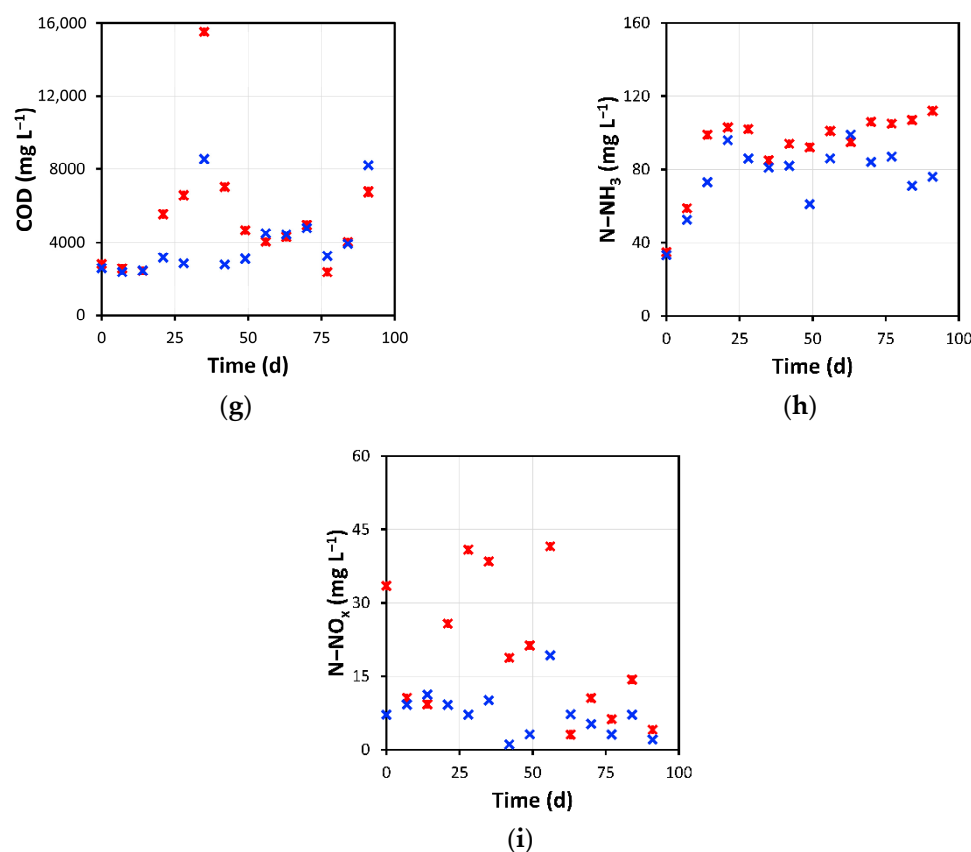 16,000
12,000
8000
4000
0
COD (mg L⁻¹)
0 25 50 75 100
Time (d)
(g)
160
120
80
40
0
N−NH₃ (mg L⁻¹)
0 25 50 75 100
Time (d)
(h)
60
45
30
15
0
N−NOₓ (mg L⁻¹)
0 25 50 75 100
Time (d)
(i)